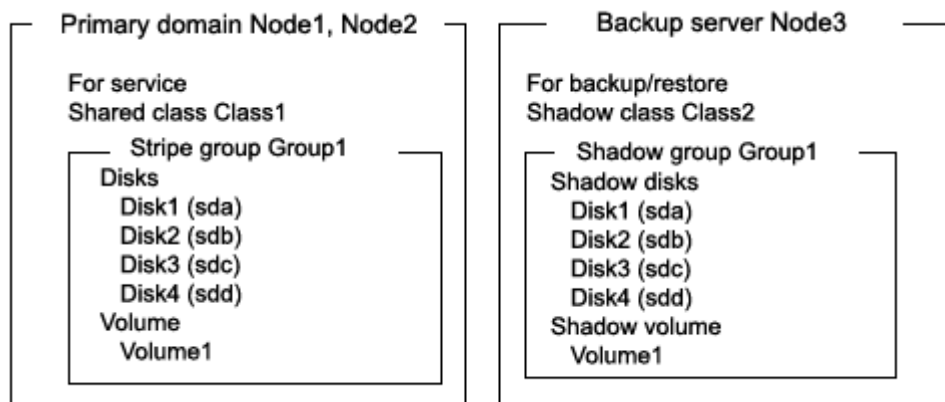 Primary domain Node1, Node2
For service
Shared class Class1
Stripe group Group1
Disks
Disk1 (sda)
Disk2 (sdb)
Disk3 (sdc)
Disk4 (sdd)
Volume
Volume1
Backup server Node3
For backup/restore
Shadow class Class2
Shadow group Group1
Shadow disks
Disk1 (sda)
Disk2 (sdb)
Disk3 (sdc)
Disk4 (sdd)
Shadow volume
Volume1